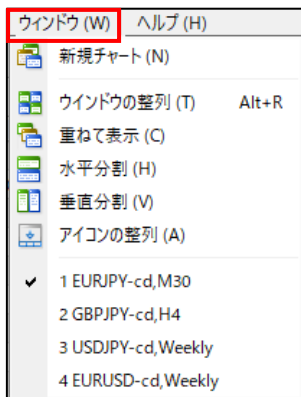 ウィンドウ (W) ヘルプ (H)
新規チャート (N)
ウインドウの整列 (T) Alt+R
重ねて表示 (C)
水平分割 (H)
垂直分割 (V)
アイコンの整列 (A)
1 EURJPY-cd,M30
2 GBPJPY-cd,H4
3 USDJPY-cd,Weekly
4 EURUSD-cd,Weekly